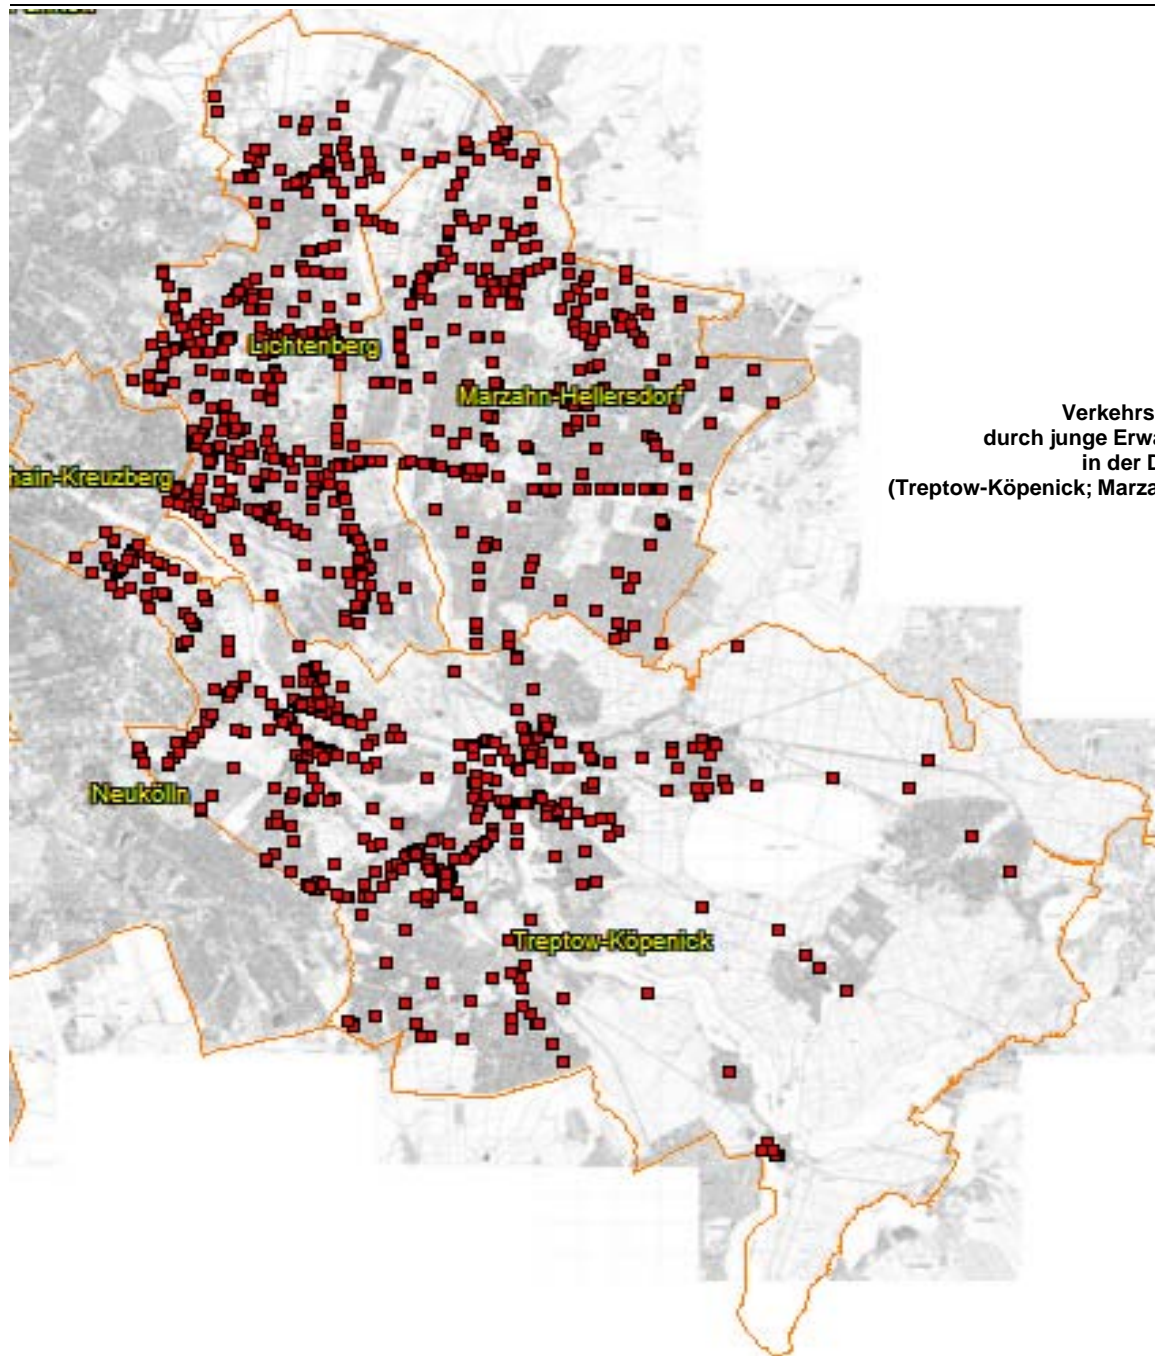 Lichtenberg
Marzahn-Hellersdorf
hain-Kreuzberg
Verkehrs
durch junge Erwa
in der D
(Treptow-Köpenick; Marza
Neukölln
Treptow-Köpenick